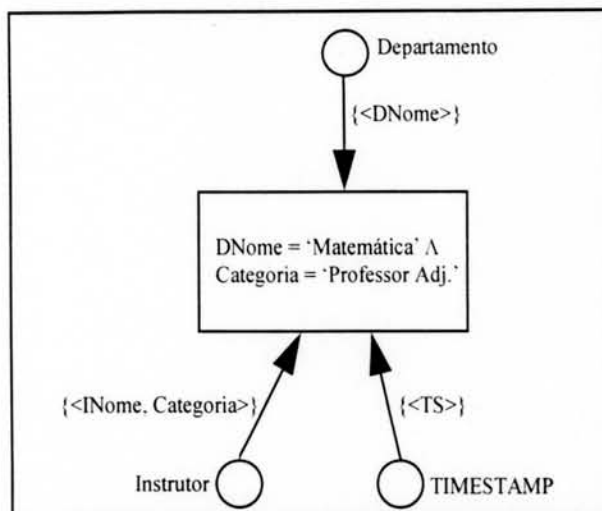 Departamento
{<DNome>}
DNome = ‘Matemática’ Λ
Categoria = ‘Professor Adj.’
{<INome, Categoria>}
{<TS>}
Instrutor
TIMESTAMP